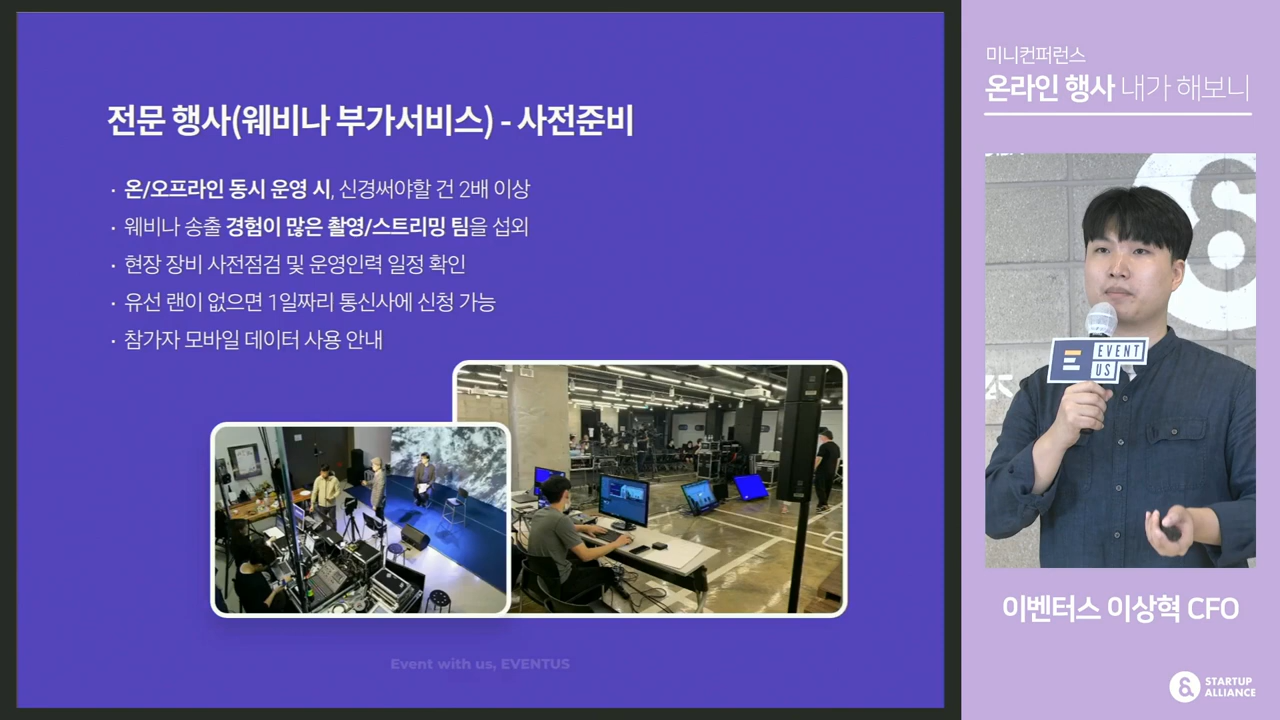 전문 행사(웨비나 부가서비스) - 사전준비
· 온/오프라인 동시 운영 시, 신경써야할 건 2배 이상
· 웨비나 송출 경험이 많은 촬영/스트리밍 팀을 섭외
· 현장 장비 사전점검 및 운영인력 일정 확인
· 유선 랜이 없으면 1일짜리 통신사에 신청 가능
· 참가자 모바일 데이터 사용 안내
Event with us, EVENTUS
미니컨퍼런스
온라인 행사 내가 해보니
EVENT
US
이벤터스 이상혁 CFO
STARTUP
ALLIANCE